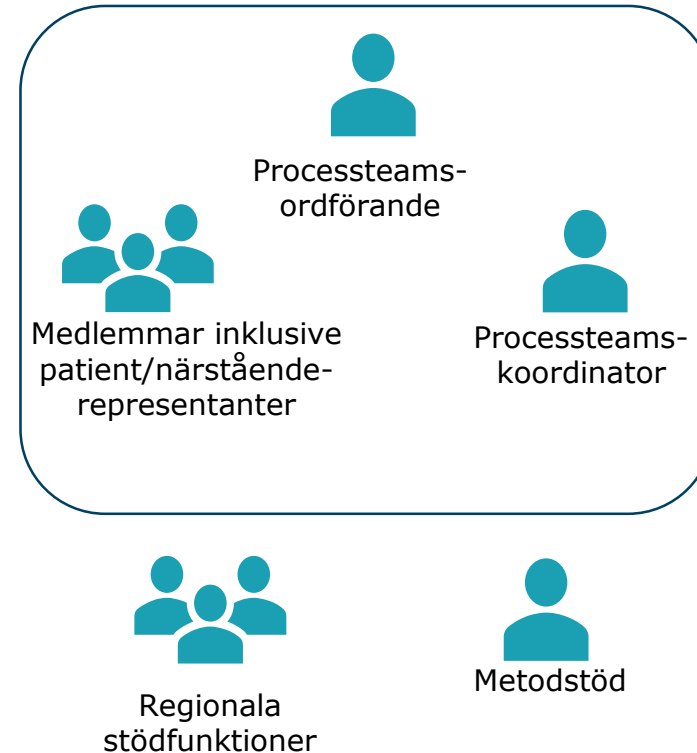 Processteams-
ordförande
Medlemmar inklusive
patient/närstående-
representanter
Processteams-
koordinator
Regionala
stödfunktioner
Metodstöd